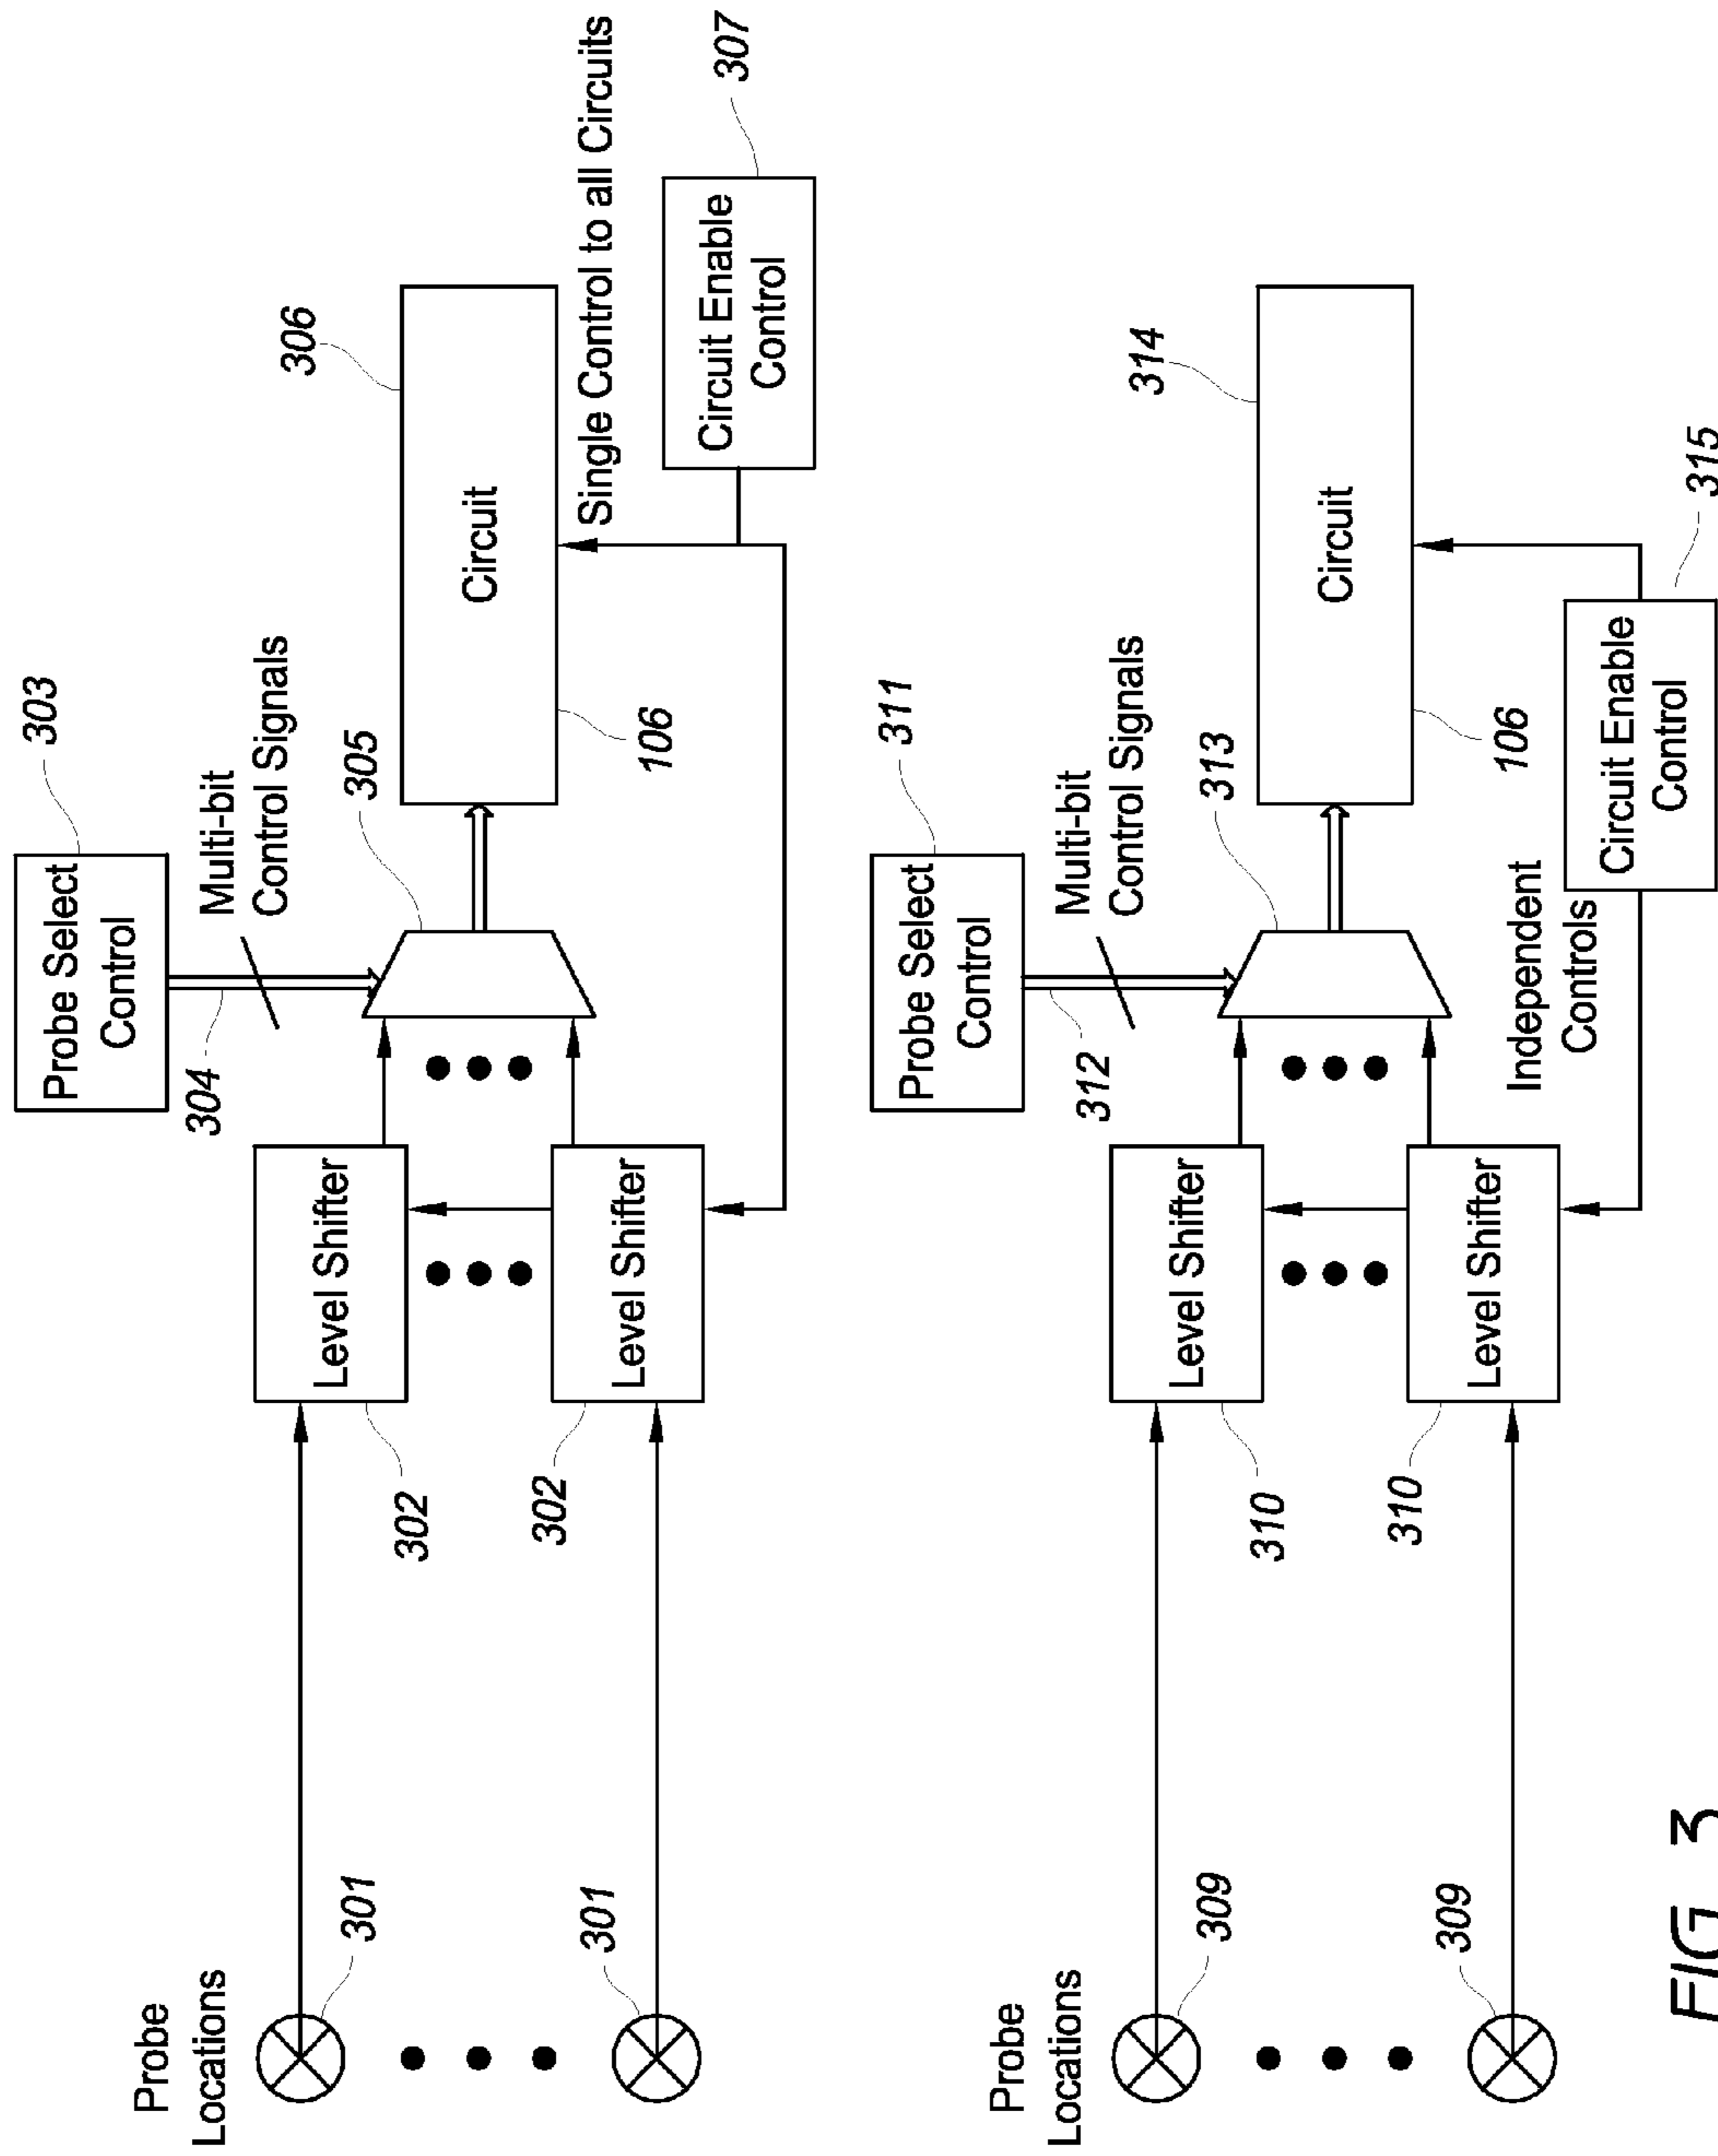 303
Probe Select
Control
304
Multi-bit
Control Signals
305
306
Probe
Locations
301
302
Level Shifter
Circuit
301
302
Level Shifter
106
Single Control to all Circuits
307
Circuit Enable
Control
311
Probe Select
Control
312
Multi-bit
Control Signals
313
314
Probe
Locations
309
310
Level Shifter
Circuit
309
310
Level Shifter
106
Independent
Controls
315
Circuit Enable
Control
FIG. 3